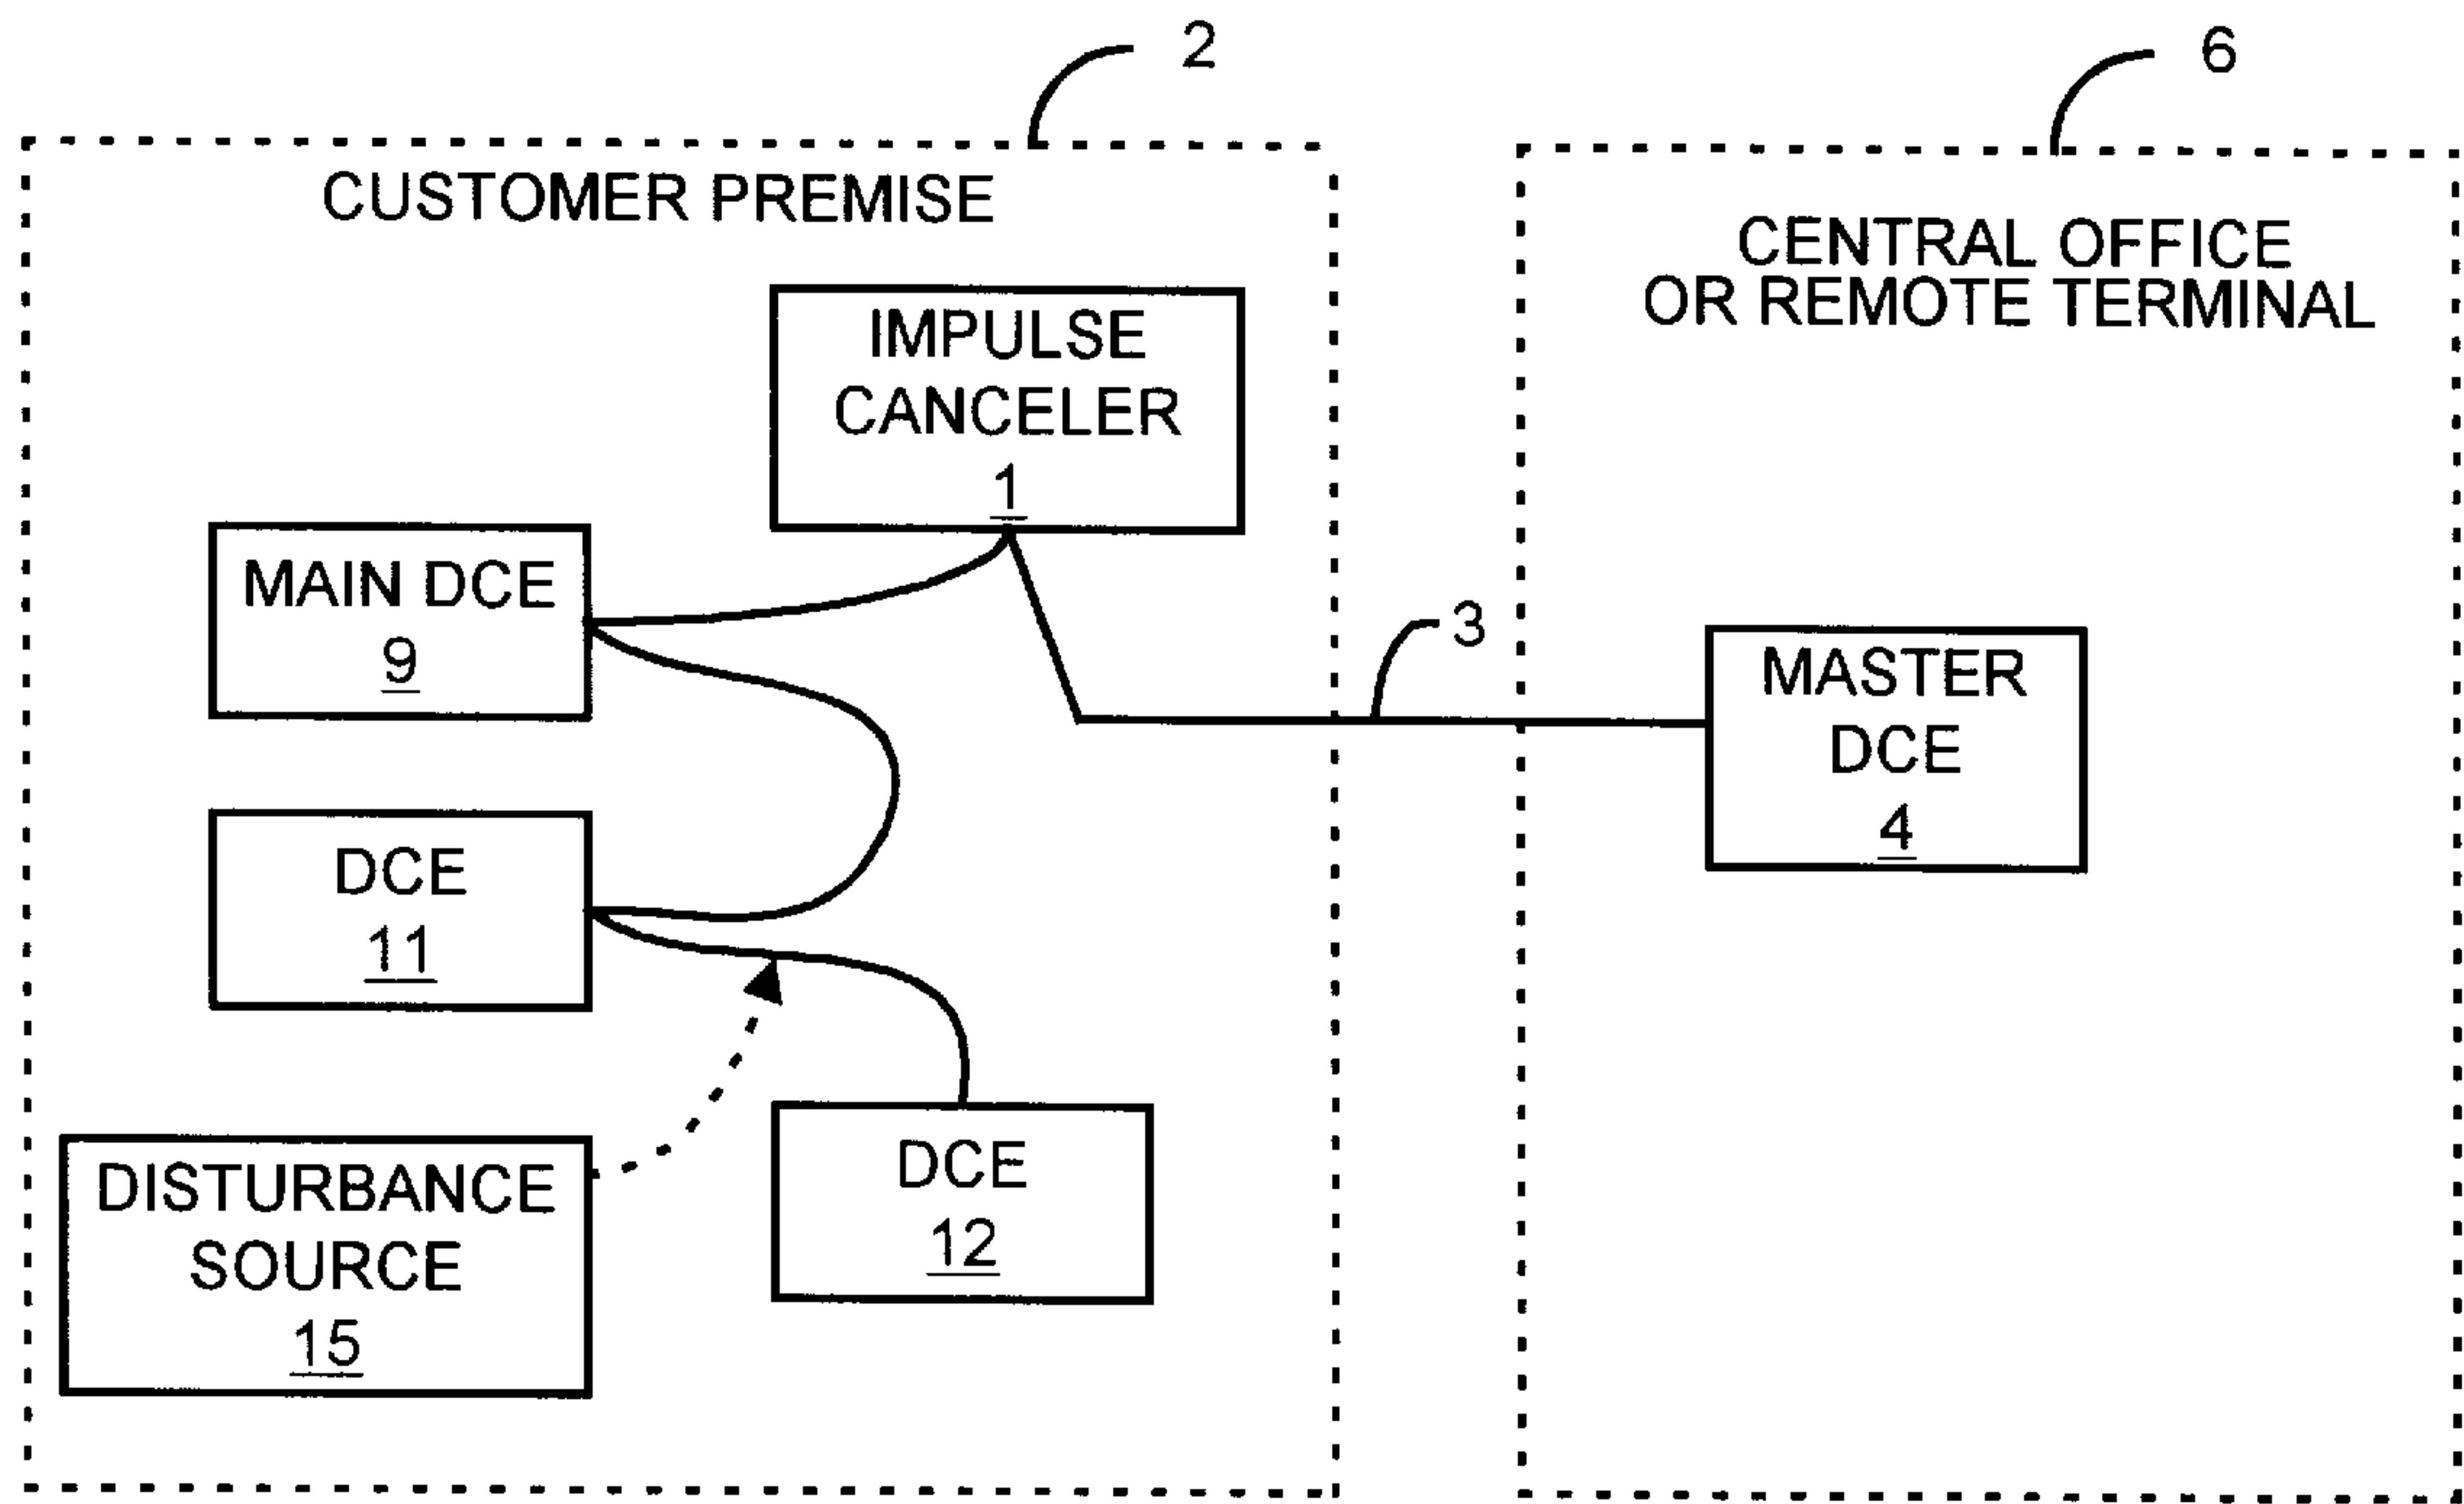 2
6
CUSTOMER PREMISE
CENTRAL OFFICE
OR REMOTE TERMINAL
IMPULSE
CANCELER
1
MAIN DCE
9
3
MASTER
DCE
4
DCE
11
DISTURBANCE
SOURCE
15
DCE
12